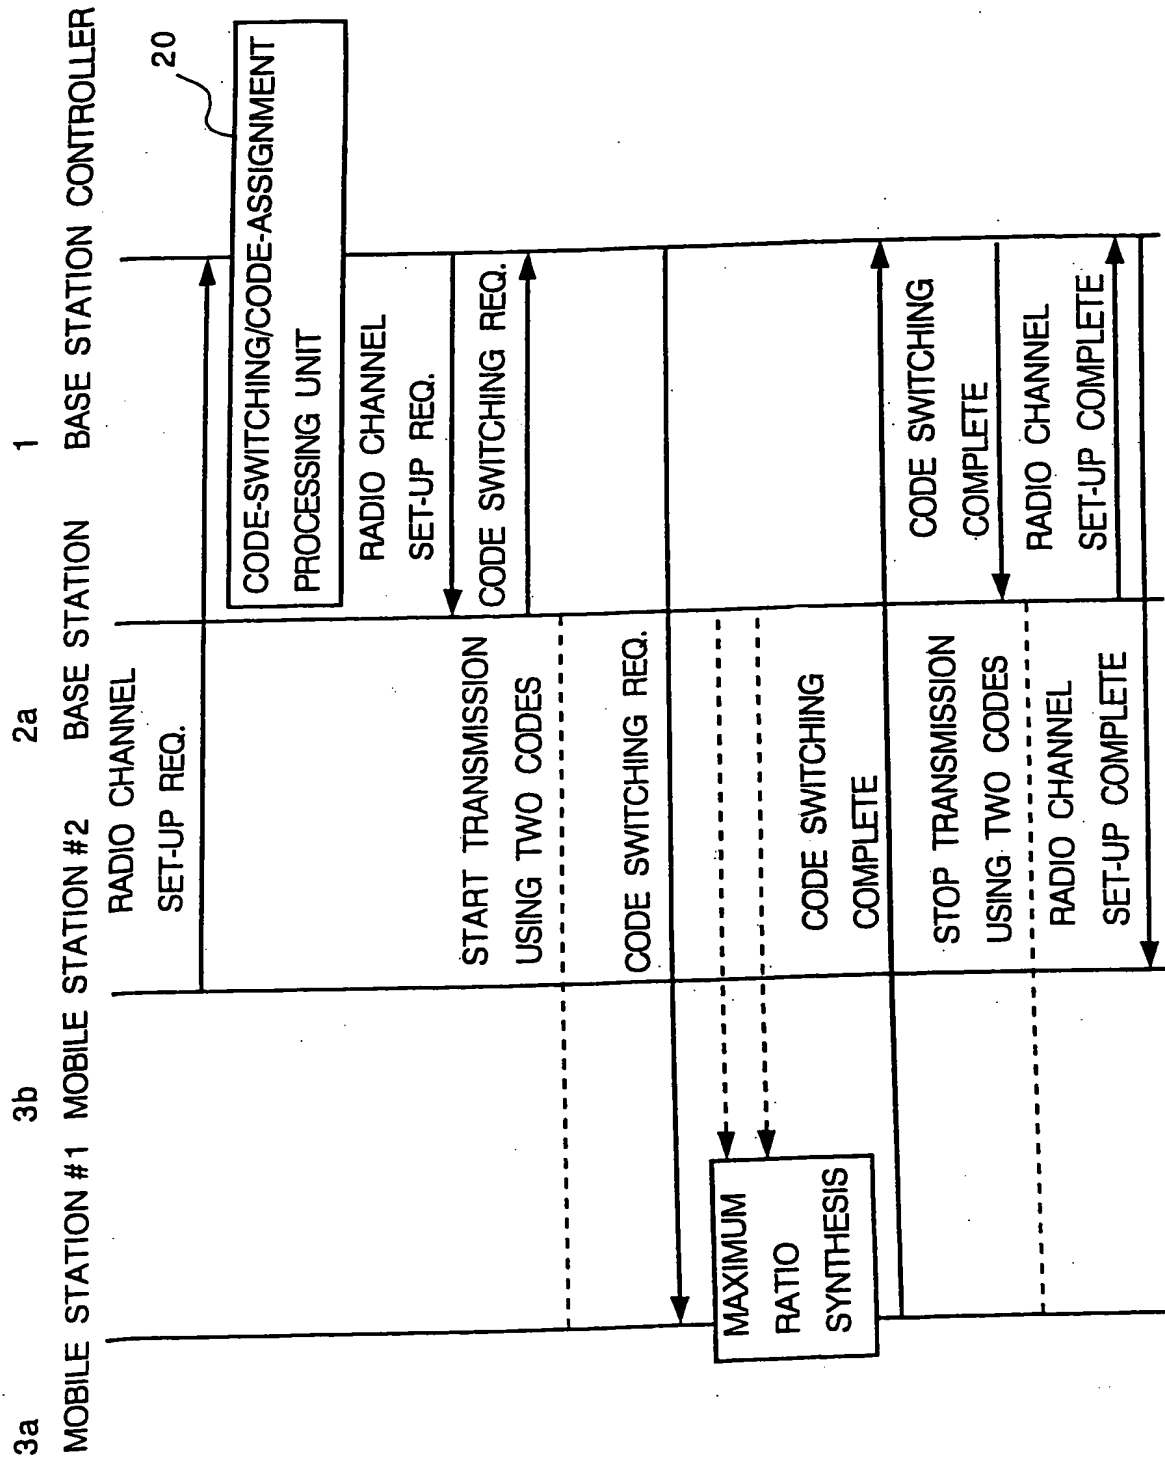 3a
3b
2a
1
MOBILE STATION #1
MOBILE STATION #2
BASE STATION
BASE STATION CONTROLLER
RADIO CHANNEL
SET-UP REQ.
20
CODE-SWITCHING/CODE-ASSIGNMENT
PROCESSING UNIT
RADIO CHANNEL
SET-UP REQ.
START TRANSMISSION
USING TWO CODES
CODE SWITCHING REQ.
CODE SWITCHING REQ.
MAXIMUM
RATIO
SYNTHESIS
CODE SWITCHING
COMPLETE
CODE SWITCHING
COMPLETE
STOP TRANSMISSION
USING TWO CODES
RADIO CHANNEL
SET-UP COMPLETE
RADIO CHANNEL
SET-UP COMPLETE